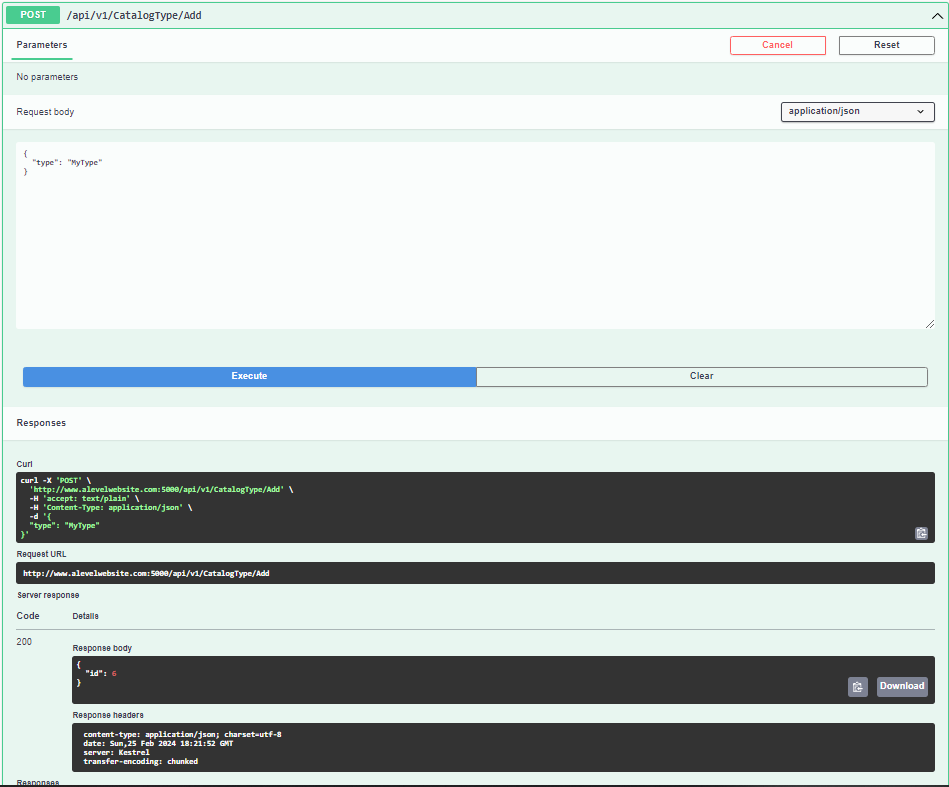 POST /api/v1/CatalogType/Add
Parameters
Cancel
Reset
No parameters
Request body
application/json
{
  "type": "MyType"
}
Execute
Clear
Responses
Curl
curl -X 'POST' \
  'http://www.alevelwebsite.com:5000/api/v1/CatalogType/Add' \
  -H 'accept: text/plain' \
  -H 'Content-Type: application/json' \
  -d '{
  "type": "MyType"
}'
Request URL
http://www.alevelwebsite.com:5000/api/v1/CatalogType/Add
Server response
Code Details
200
Response body
{
  "id": 6
}
Download
Response headers
content-type: application/json; charset=utf-8
date: Sun,25 Feb 2024 18:21:52 GMT
server: Kestrel
transfer-encoding: chunked
Responses